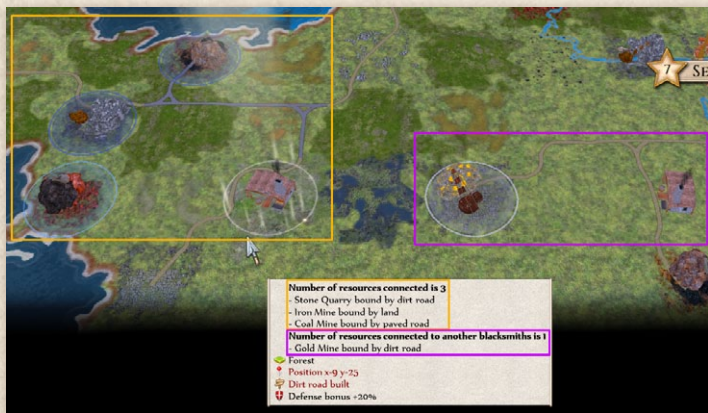 7 SE
Number of resources connected is 3
- Stone Quarry bound by dirt road
- Iron Mine bound by land
- Coal Mine bound by paved road
Number of resources connected to another blacksmiths is 1
- Gold Mine bound by dirt road
Forest
Position x-9 y-25
Dirt road built
Defense bonus +20%